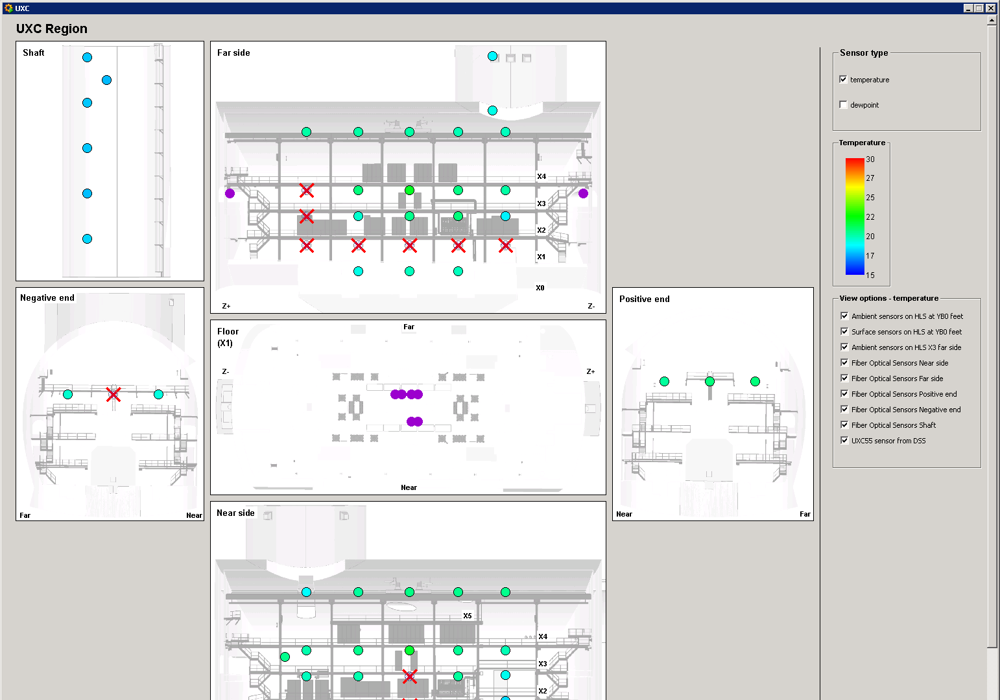 UXC
UXC Region
Shaft
Far side
X4
X3
X2
X1
X0
Z+
Z-
Negative end
Far
Near
Floor
(X1)
Far
Z-
Z+
Near
Positive end
Near
Far
Near side
X5
X4
X3
X2
Sensor type
temperature
dewpoint
Temperature
30
27
25
22
20
17
15
View options - temperature
Ambient sensors on HLS at YB0 feet
Surface sensors on HLS at YB0 feet
Ambient sensors on HLS X3 far side
Fiber Optical Sensors Near side
Fiber Optical Sensors Far side
Fiber Optical Sensors Positive end
Fiber Optical Sensors Negative end
Fiber Optical Sensors Shaft
UXC55 sensor from DSS